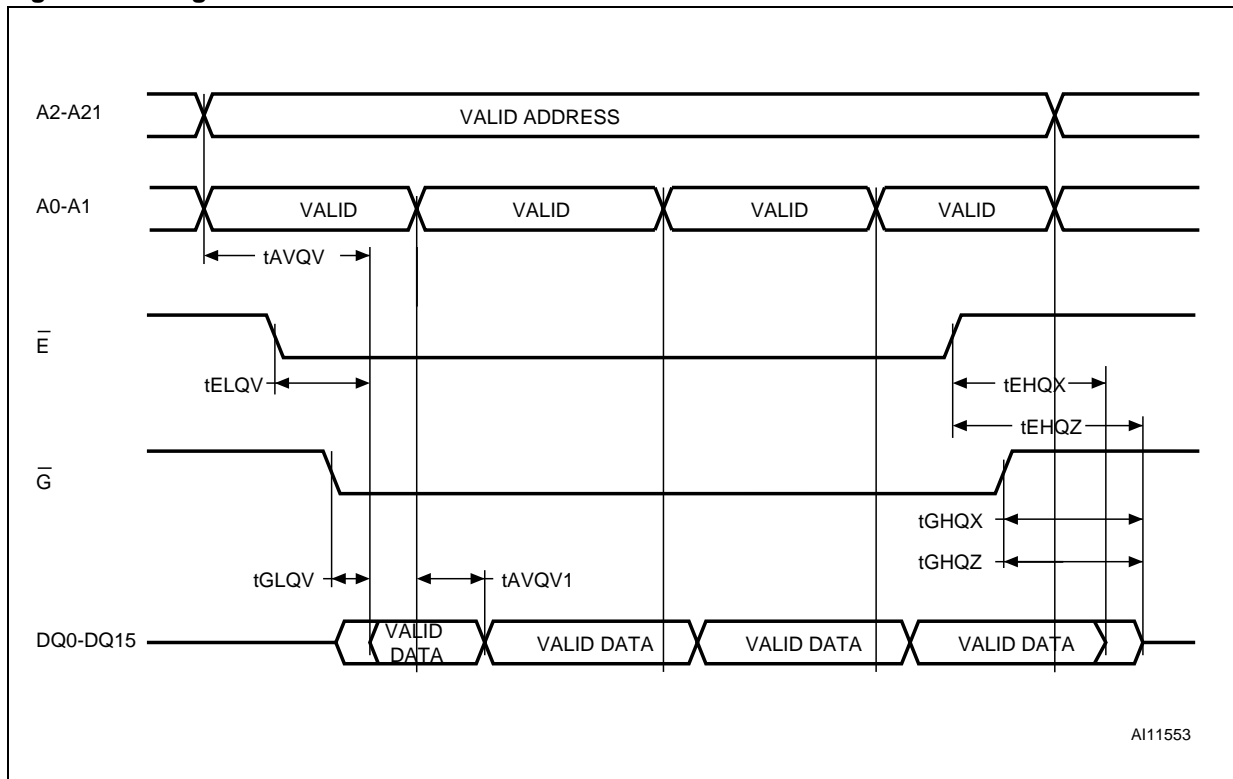 A2-A21
VALID ADDRESS
A0-A1
VALID
VALID
VALID
VALID
tAVQV
E
tELQV
tEHQX
tEHQZ
G
tGHQX
tGHQZ
tGLQV
tAVQV1
DQ0-DQ15
VALID
DATA
VALID DATA
VALID DATA
VALID DATA
AI11553